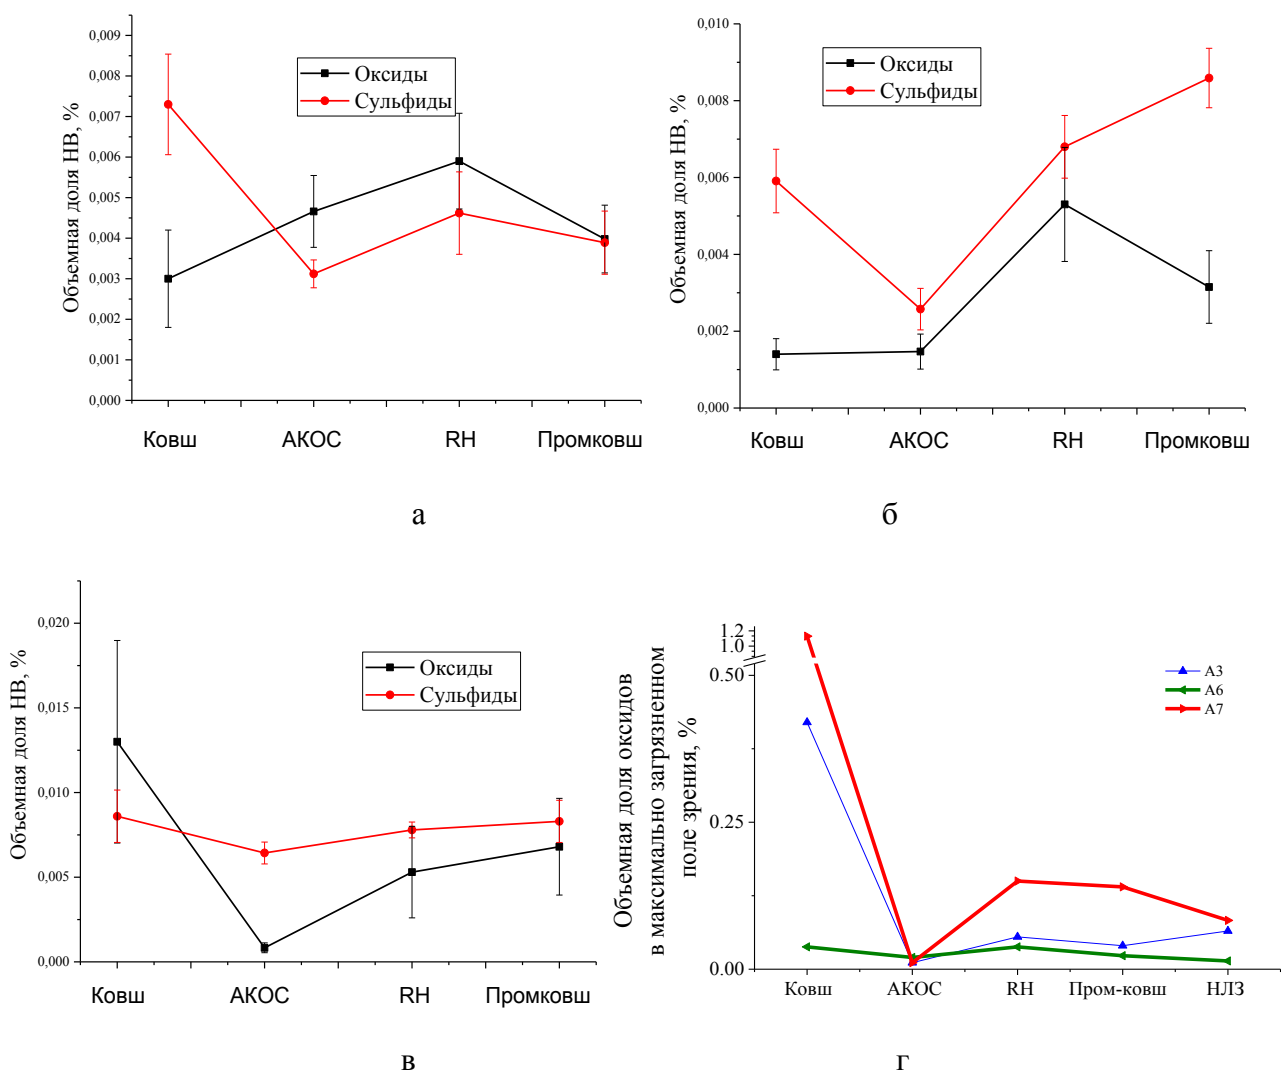 0,009
0,008
0,007
0,006
0,005
0,004
0,003
0,002
0,001
0,000
Объемная доля НВ, %
Оксиды
Сульфиды
Ковш
АКОС
RH
Промковш
а
0,010
0,008
0,006
0,004
0,002
0,000
Объемная доля НВ, %
Оксиды
Сульфиды
Ковш
АКОС
RH
Промковш
б
0,020
0,015
0,010
0,005
0,000
Объемная доля НВ, %
Оксиды
Сульфиды
Ковш
АКОС
RH
Промковш
в
Объемная доля оксидов
в максимально загрязненном
поле зрения, %
1.2
1.0
0.50
0.25
0.00
А3
А6
А7
Ковш
АКОС
RH
Пром-ковш
НЛЗ
г